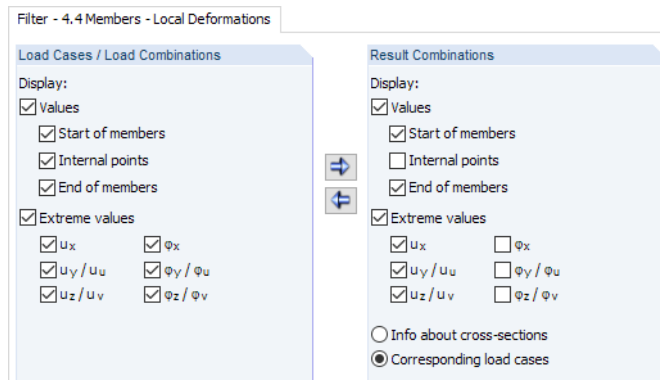 Filter - 4.4 Members - Local Deformations
Load Cases / Load Combinations
Display:
Values
Start of members
Internal points
End of members
Extreme values
ux φx
uy / uu φy / φu
uz / uv φz / φv
Result Combinations
Display:
Values
Start of members
Internal points
End of members
Extreme values
ux φx
uy / uu φy / φu
uz / uv φz / φv
Info about cross-sections
Corresponding load cases